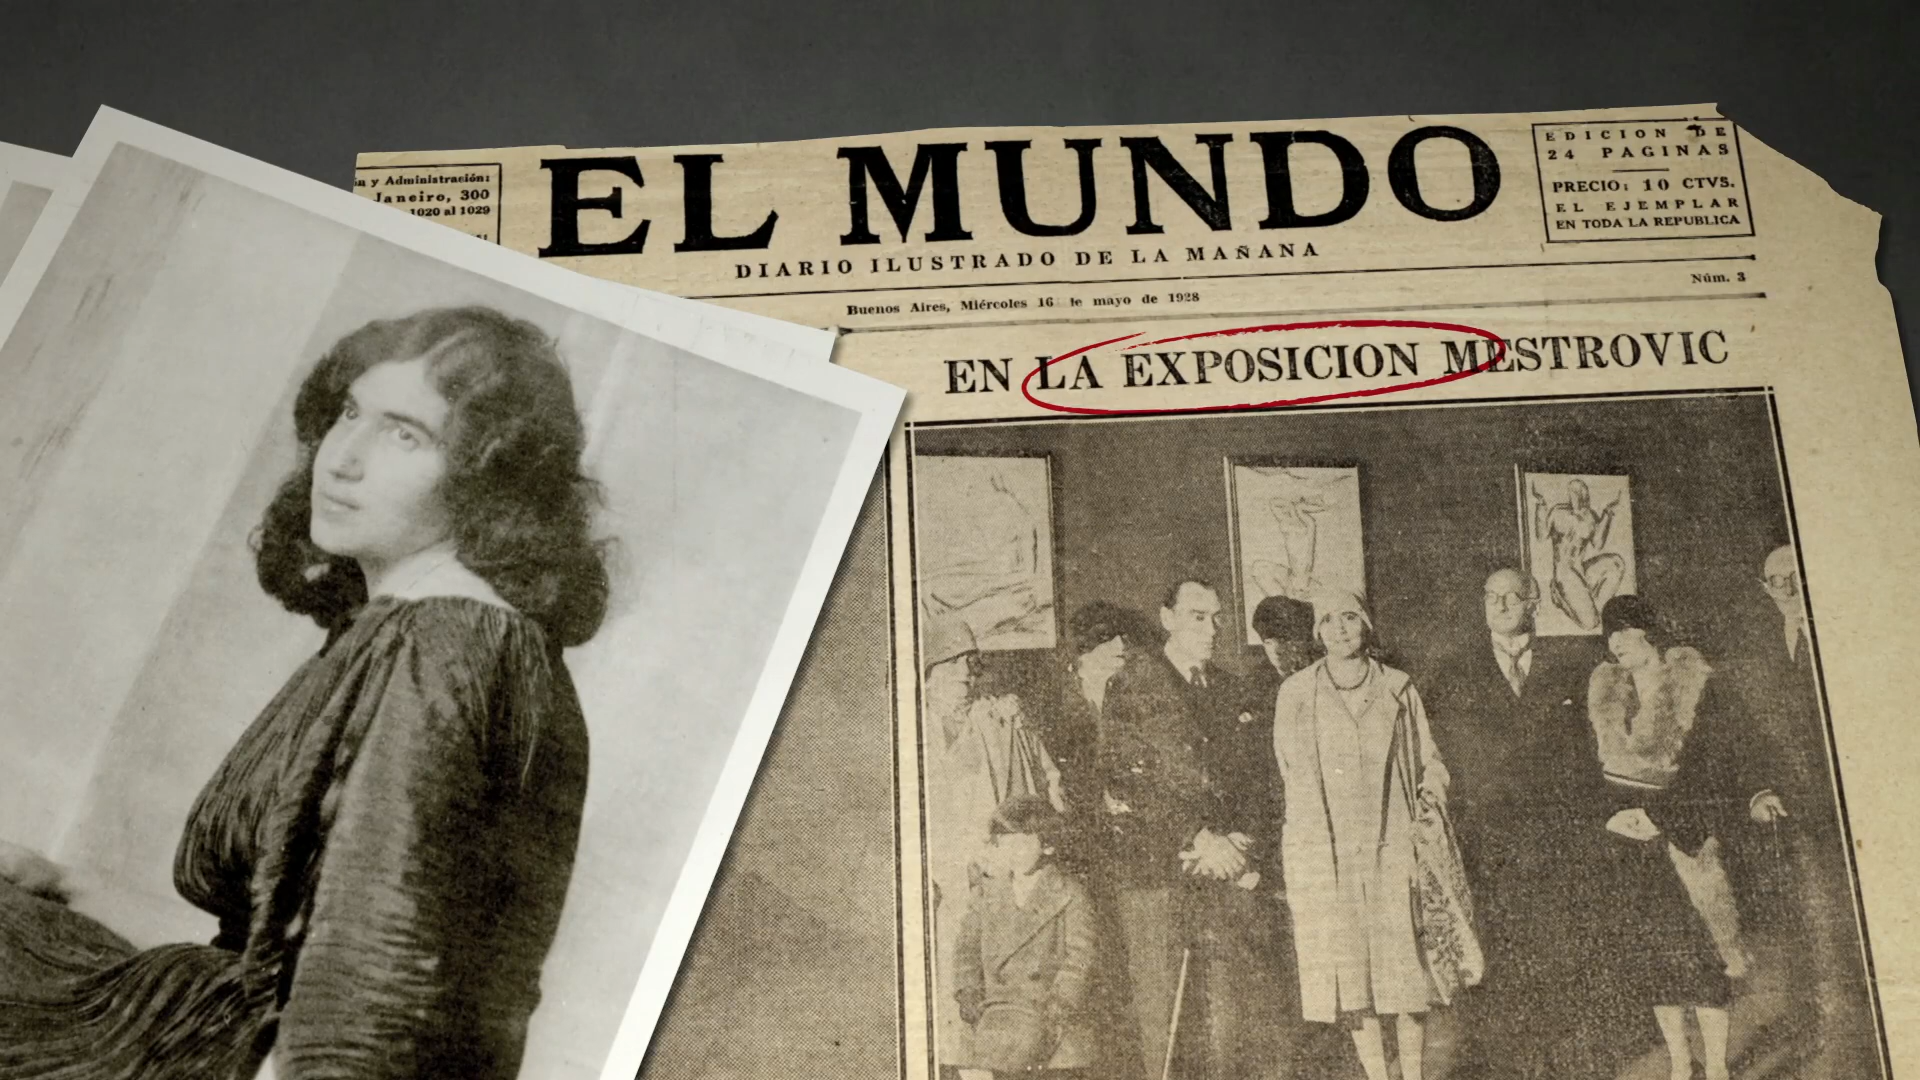 n y Administración:
Janeiro, 300
1020 al 1029
EL MUNDO
DIARIO ILUSTRADO DE LA MAÑANA
EDICION DE
24 PAGINAS
PRECIO: 10 CTVS.
EL EJEMPLAR
EN TODA LA REPUBLICA
Buenos Aires, Miércoles 16 de mayo de 1928
Núm. 3
EN LA EXPOSICION MESTROVIC